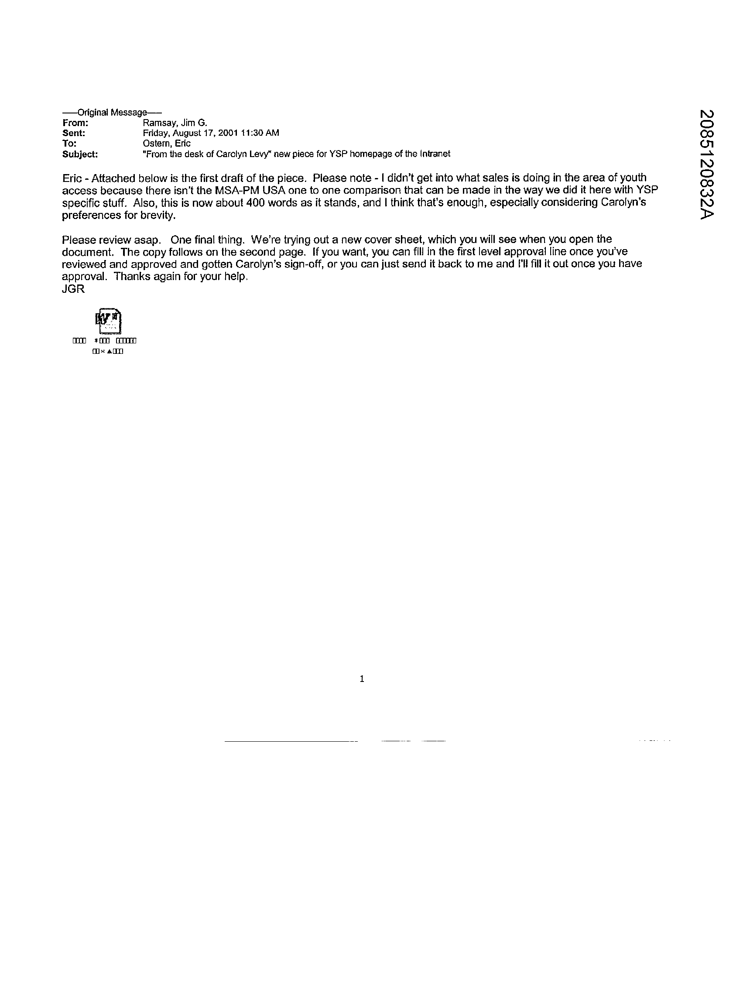 -----Original Message-----
From: Ramsay, Jim G.
Sent: Friday, August 17, 2001 11:30 AM
To: Ostern, Eric
Subject: "From the desk of Carolyn Levy" new piece for YSP homepage of the Intranet
Eric - Attached below is the first draft of the piece. Please note - I didn't get into what sales is doing in the area of youth
access because there isn't the MSA-PM USA one to one comparison that can be made in the way we did it here with YSP
specific stuff. Also, this is now about 400 words as it stands, and I think that's enough, especially considering Carolyn's
preferences for brevity.
Please review asap. One final thing. We're trying out a new cover sheet, which you will see when you open the
document. The copy follows on the second page. If you want, you can fill in the first level approval line once you've
reviewed and approved and gotten Carolyn's sign-off, or you can just send it back to me and I'll fill it out once you have
approval. Thanks again for your help.
JGR
1
2085120832A